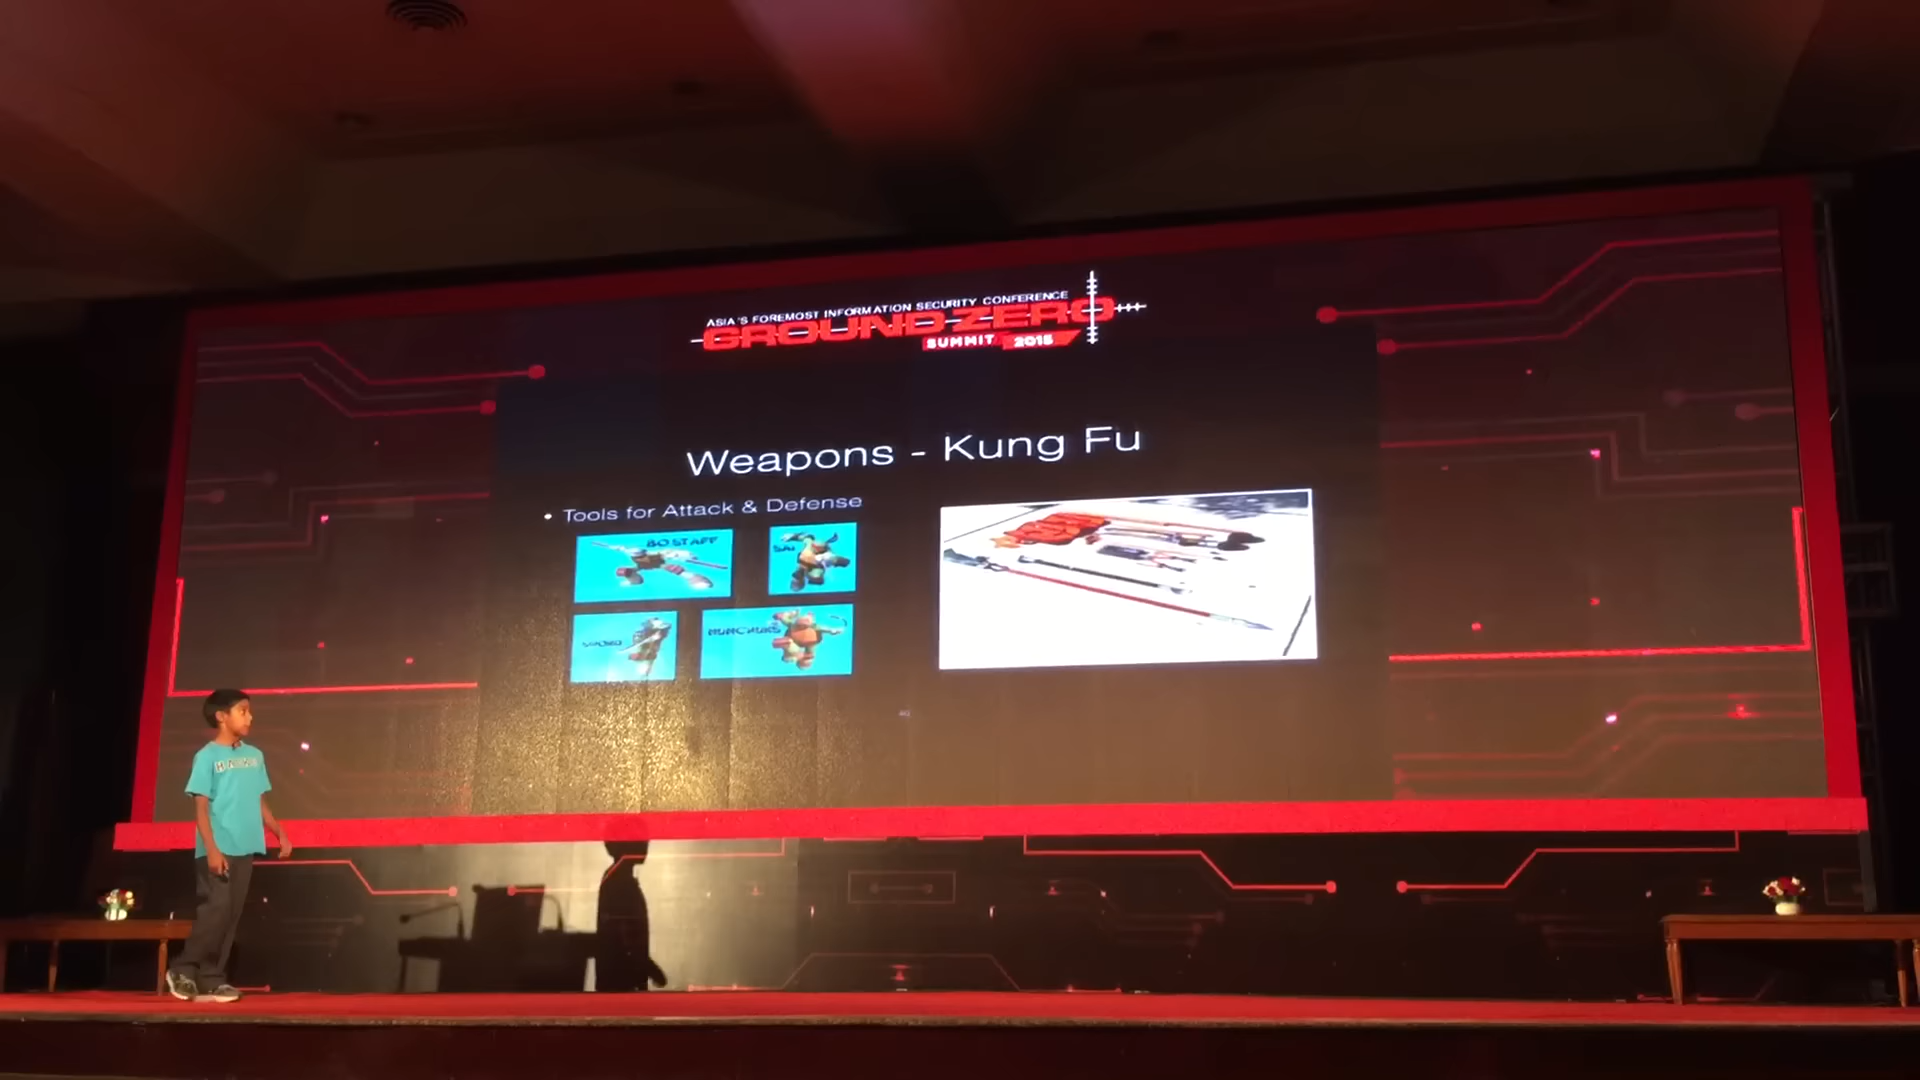 ASIA'S FOREMOST INFORMATION SECURITY CONFERENCE
GROUND ZERO
SUMMIT 2015
Weapons - Kung Fu
• Tools for Attack & Defense
BO STAFF
SAI
SWORD
NUNCHUKS